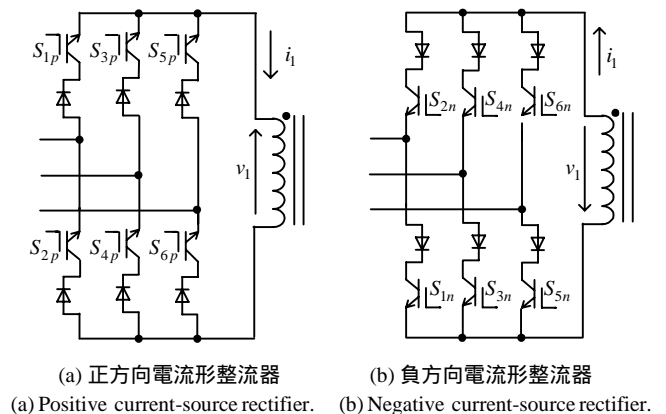 S1p S3p S5p i1
v1
S2p S4p S6p
S2n S4n S6n i1
v1
S1n S3n S5n
(a) 正方向電流形整流器 (b) 負方向電流形整流器
(a) Positive current-source rectifier. (b) Negative current-source rectifier.